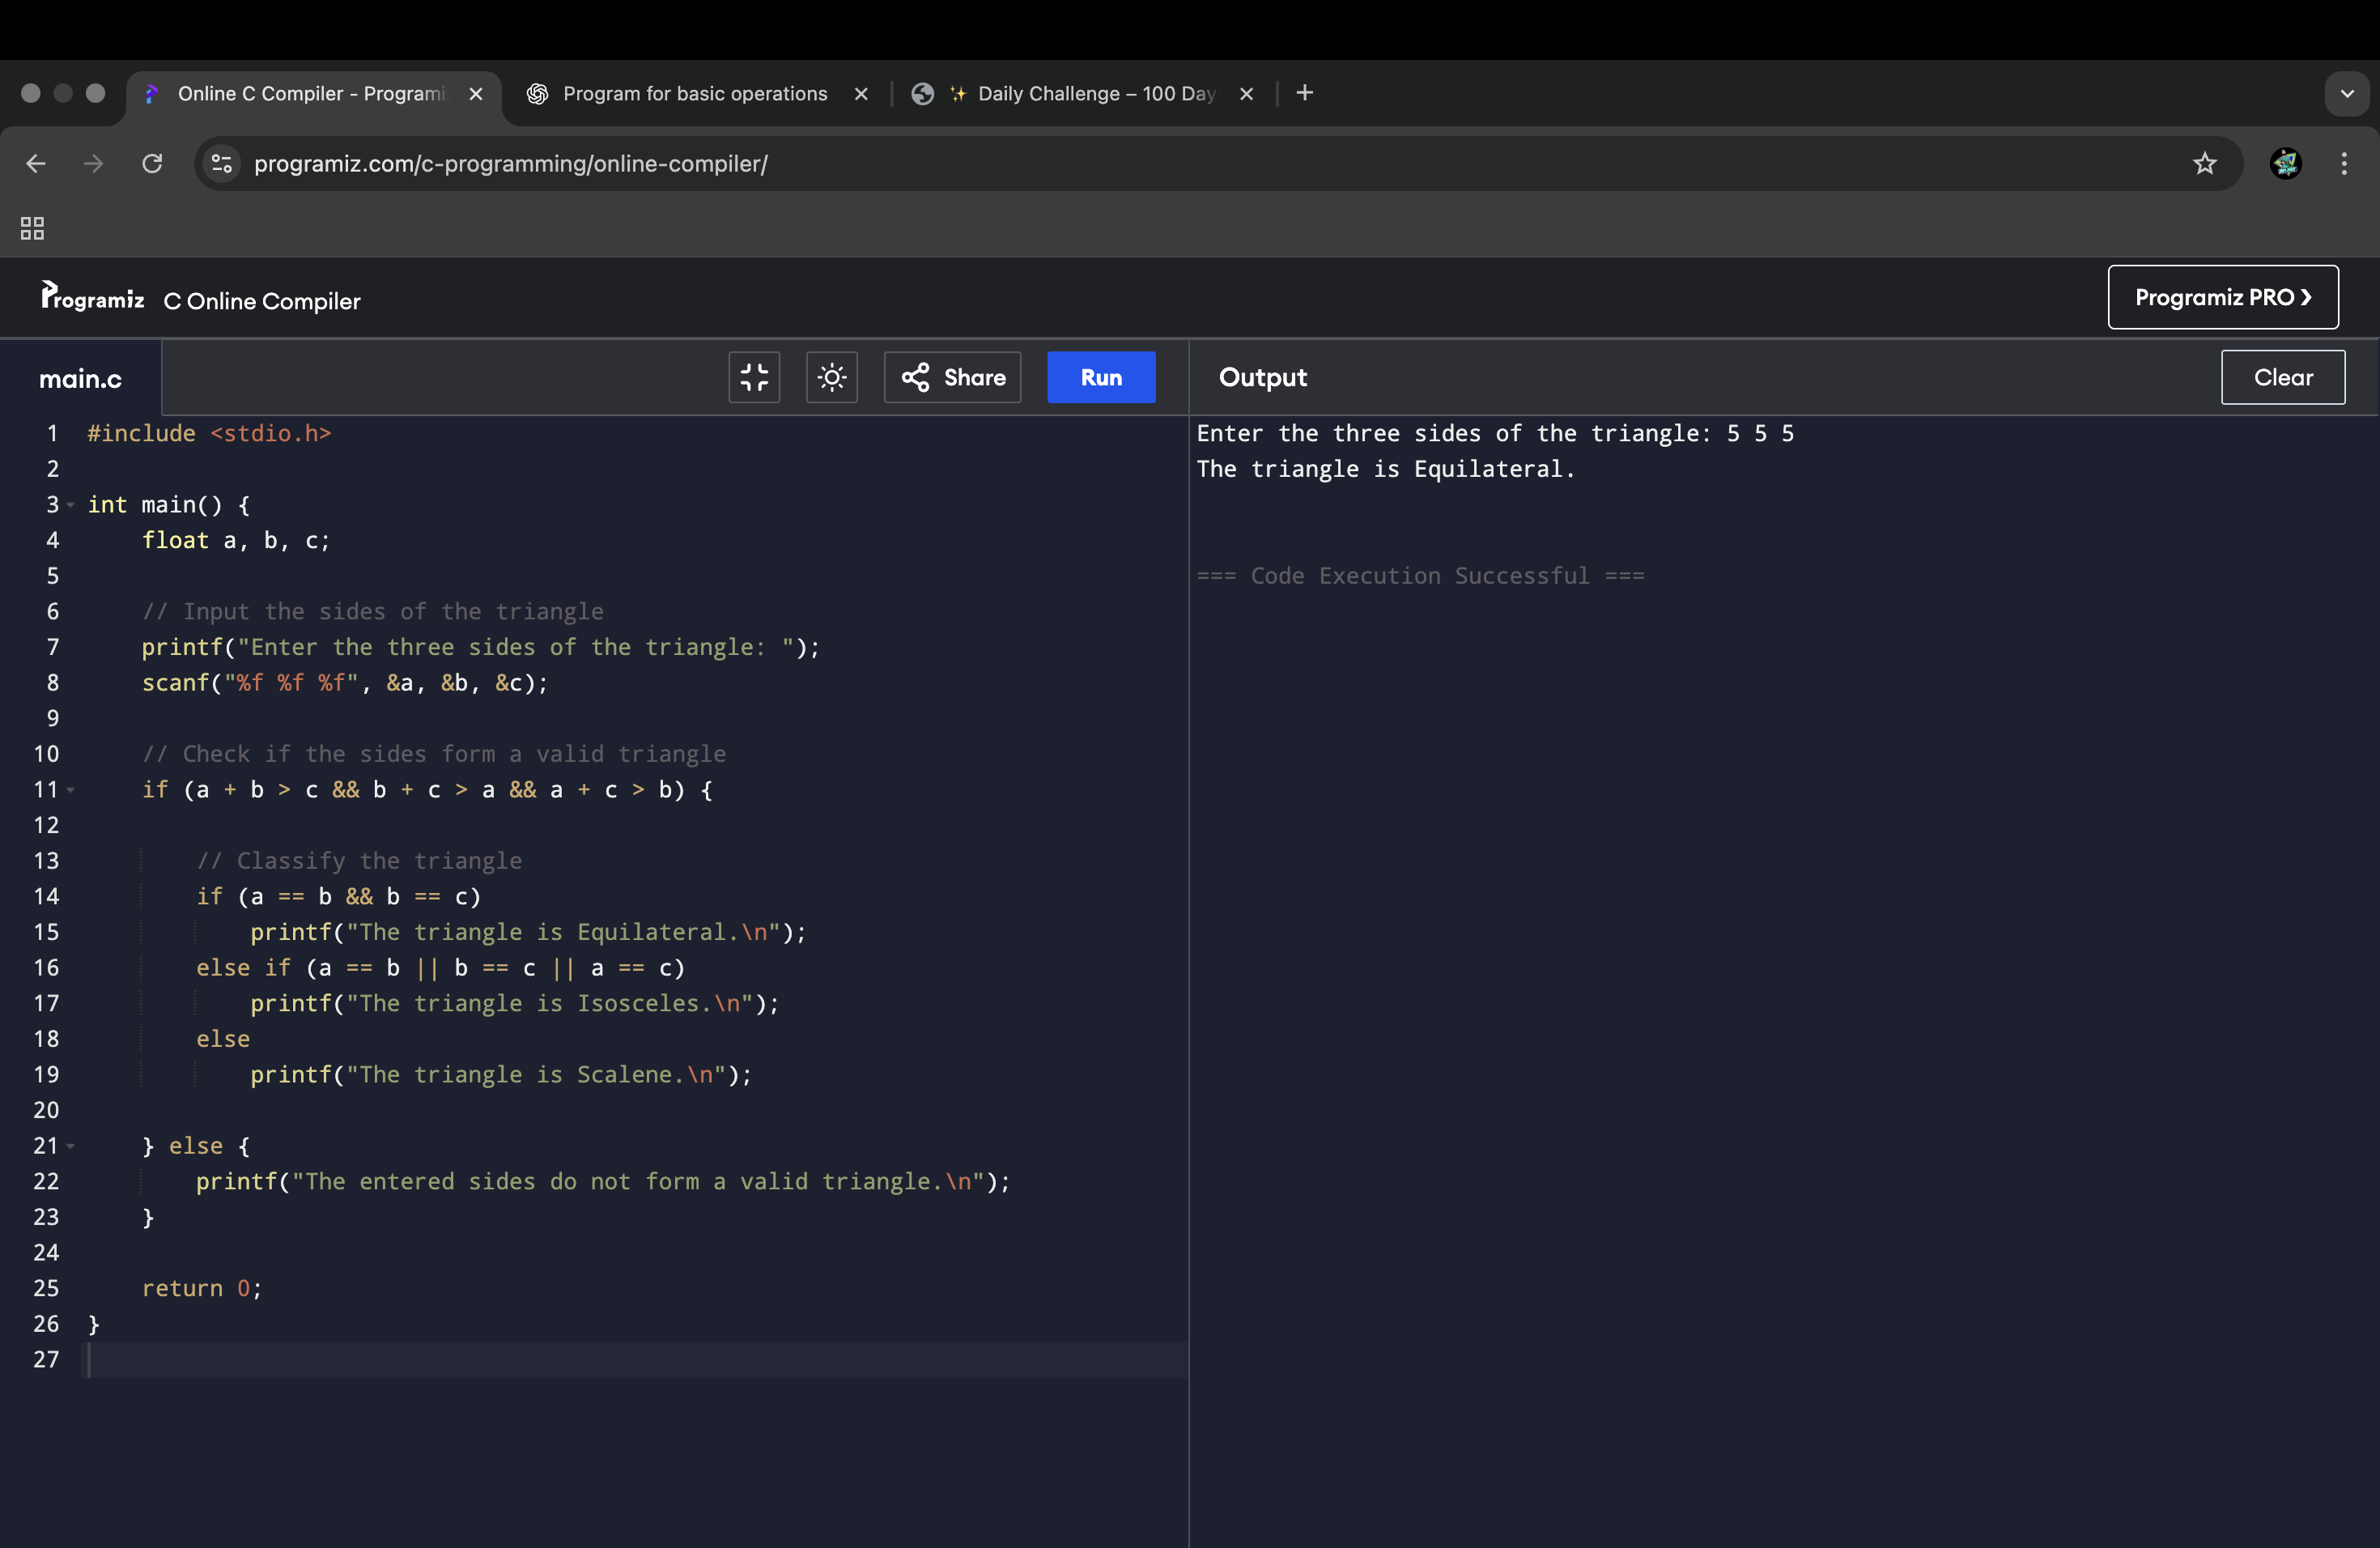 Online C Compiler - Programi
Program for basic operations
✨ Daily Challenge – 100 Day
programiz.com/c-programming/online-compiler/
Programiz C Online Compiler
Programiz PRO ❯
main.c
Share
Run
Output
Clear
1 #include <stdio.h>
2
3 int main() {
4     float a, b, c;
5
6     // Input the sides of the triangle
7     printf("Enter the three sides of the triangle: ");
8     scanf("%f %f %f", &a, &b, &c);
9
10     // Check if the sides form a valid triangle
11     if (a + b > c && b + c > a && a + c > b) {
12
13         // Classify the triangle
14         if (a == b && b == c)
15             printf("The triangle is Equilateral.\n");
16         else if (a == b || b == c || a == c)
17             printf("The triangle is Isosceles.\n");
18         else
19             printf("The triangle is Scalene.\n");
20
21     } else {
22         printf("The entered sides do not form a valid triangle.\n");
23     }
24
25     return 0;
26 }
27
Enter the three sides of the triangle: 5 5 5
The triangle is Equilateral.
=== Code Execution Successful ===